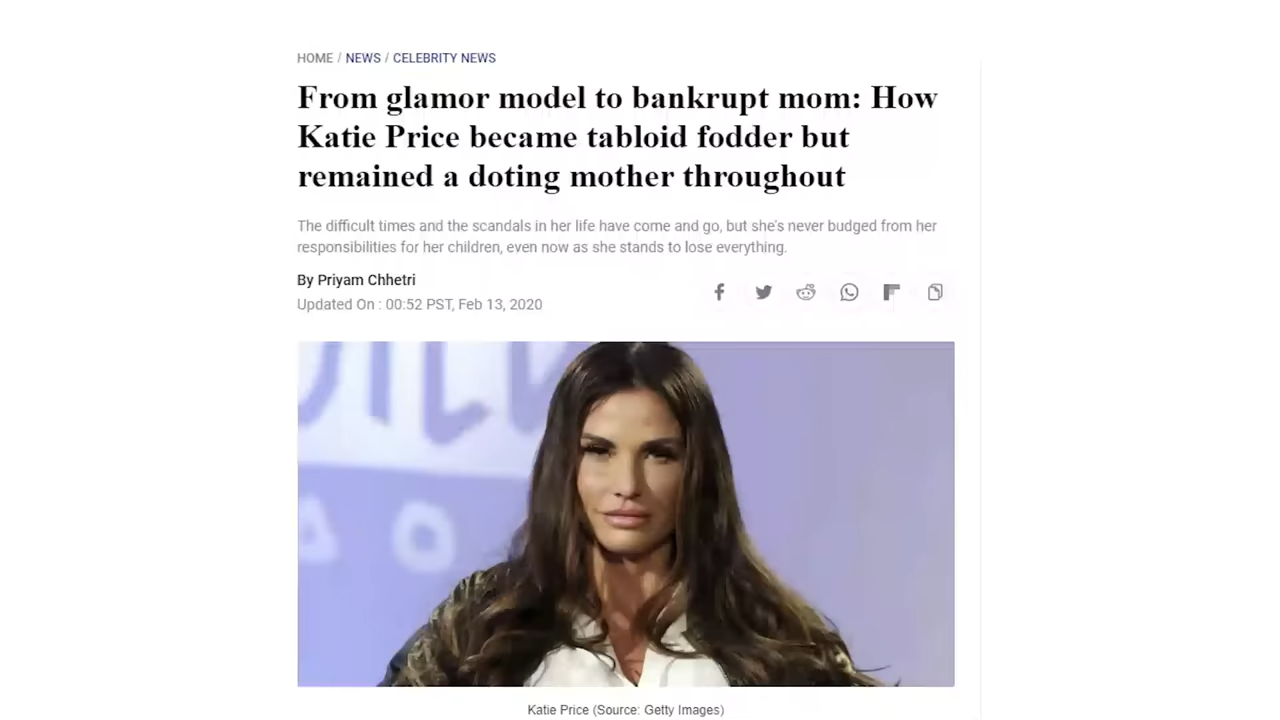 HOME / NEWS / CELEBRITY NEWS
From glamor model to bankrupt mom: How
Katie Price became tabloid fodder but
remained a doting mother throughout
The difficult times and the scandals in her life have come and go, but she's never budged from her
responsibilities for her children, even now as she stands to lose everything.
By Priyam Chhetri
Updated On : 00:52 PST, Feb 13, 2020
Katie Price (Source: Getty Images)